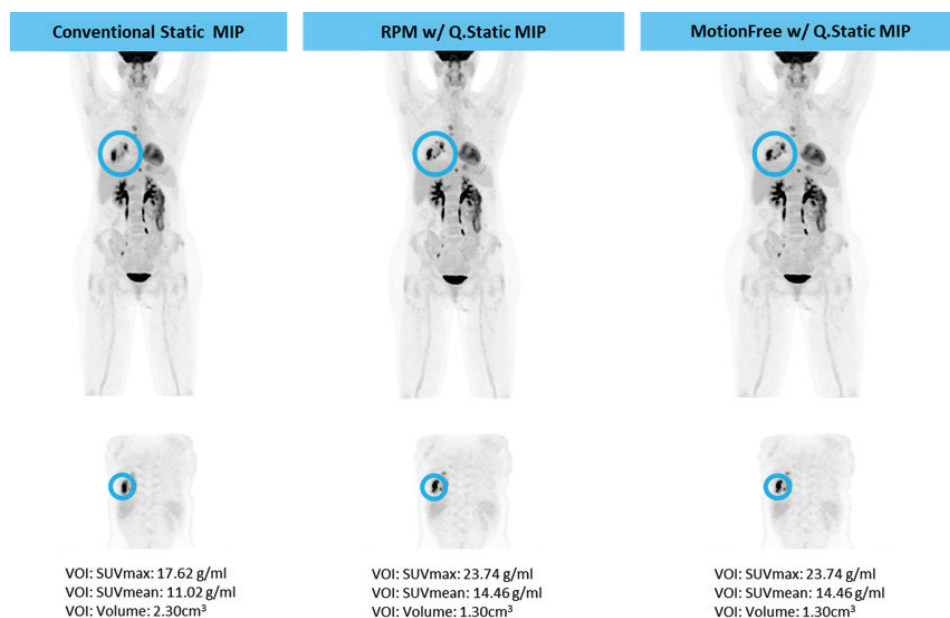 Conventional Static MIP
RPM w/ Q.Static MIP
MotionFree w/ Q.Static MIP
VOI: SUVmax: 17.62 g/ml
VOI: SUVmean: 11.02 g/ml
VOI: Volume: 2.30cm³
VOI: SUVmax: 23.74 g/ml
VOI: SUVmean: 14.46 g/ml
VOI: Volume: 1.30cm³
VOI: SUVmax: 23.74 g/ml
VOI: SUVmean: 14.46 g/ml
VOI: Volume: 1.30cm³